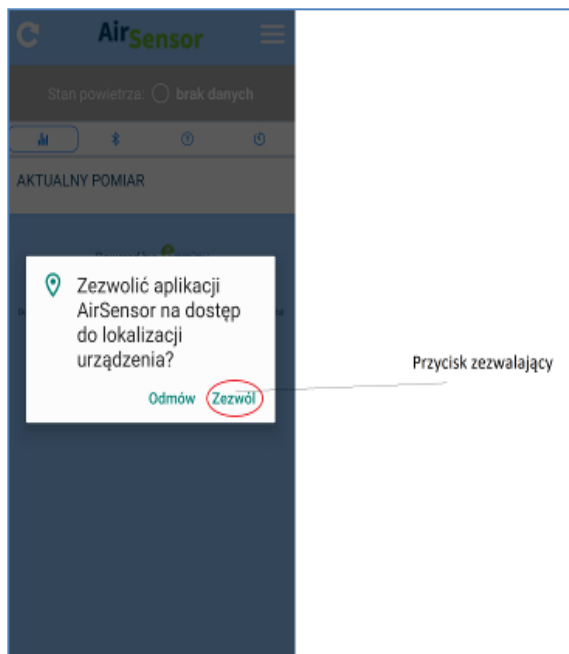 AirSensor
Stan powietrza: brak danych
AKTUALNY POMIAR
Zezwolić aplikacji
AirSensor na dostęp
do lokalizacji
urządzenia?
Odmów Zezwól
Przycisk zezwalający